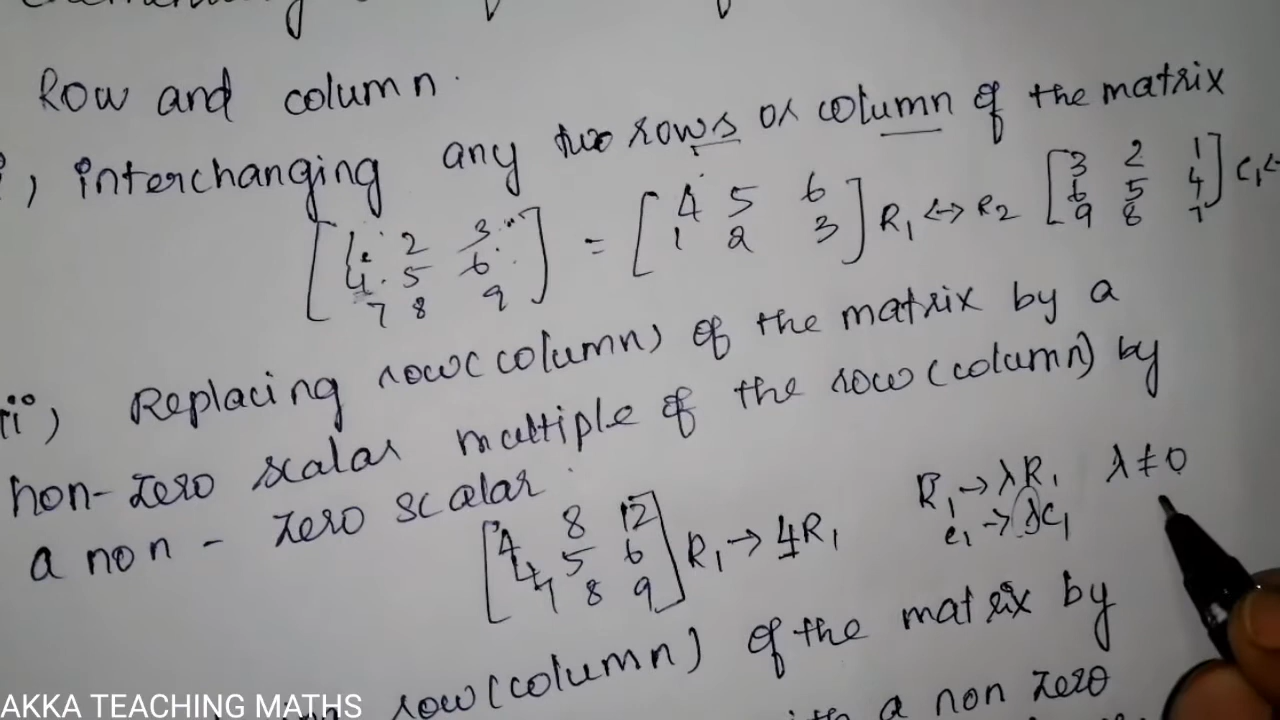 Row and column.
i, interchanging any two rows or column of the matrix
[1 2 3 = [4 5 6 R₁ ↔ R₂ [3 2 1 C₁↔
4 5 6 1 2 3] 6 5 4
7 8 9] 9 8 7]
ii) Replacing row(column) of the matrix by a
non-zero scalar multiple of the row (column) by
a non - zero scalar.
[4 8 12 R₁ → 4R₁ R₁ → λR₁ λ ≠ 0
4 5 6 c₁ → λc₁
7 8 9]
row (column) of the matrix by
a non zero
AKKA TEACHING MATHS